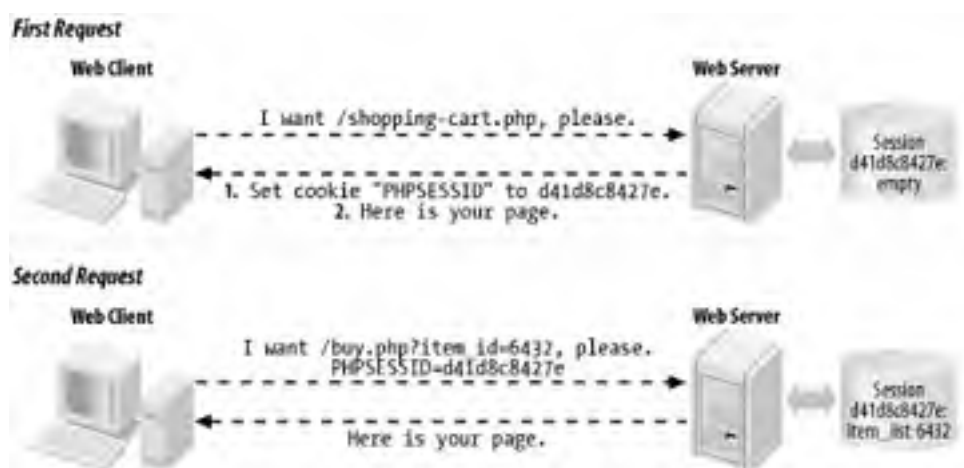 First Request
Web Client
Web Server
I want /shopping-cart.php, please.
1. Set cookie "PHPSESSID" to d41d8c8427e.
2. Here is your page.
Session
d41d8c8427e:
empty
Second Request
Web Client
Web Server
I want /buy.php?item_id=6432, please.
PHPSESSID=d41d8c8427e
Here is your page.
Session
d41d8c8427e:
item_list:6432